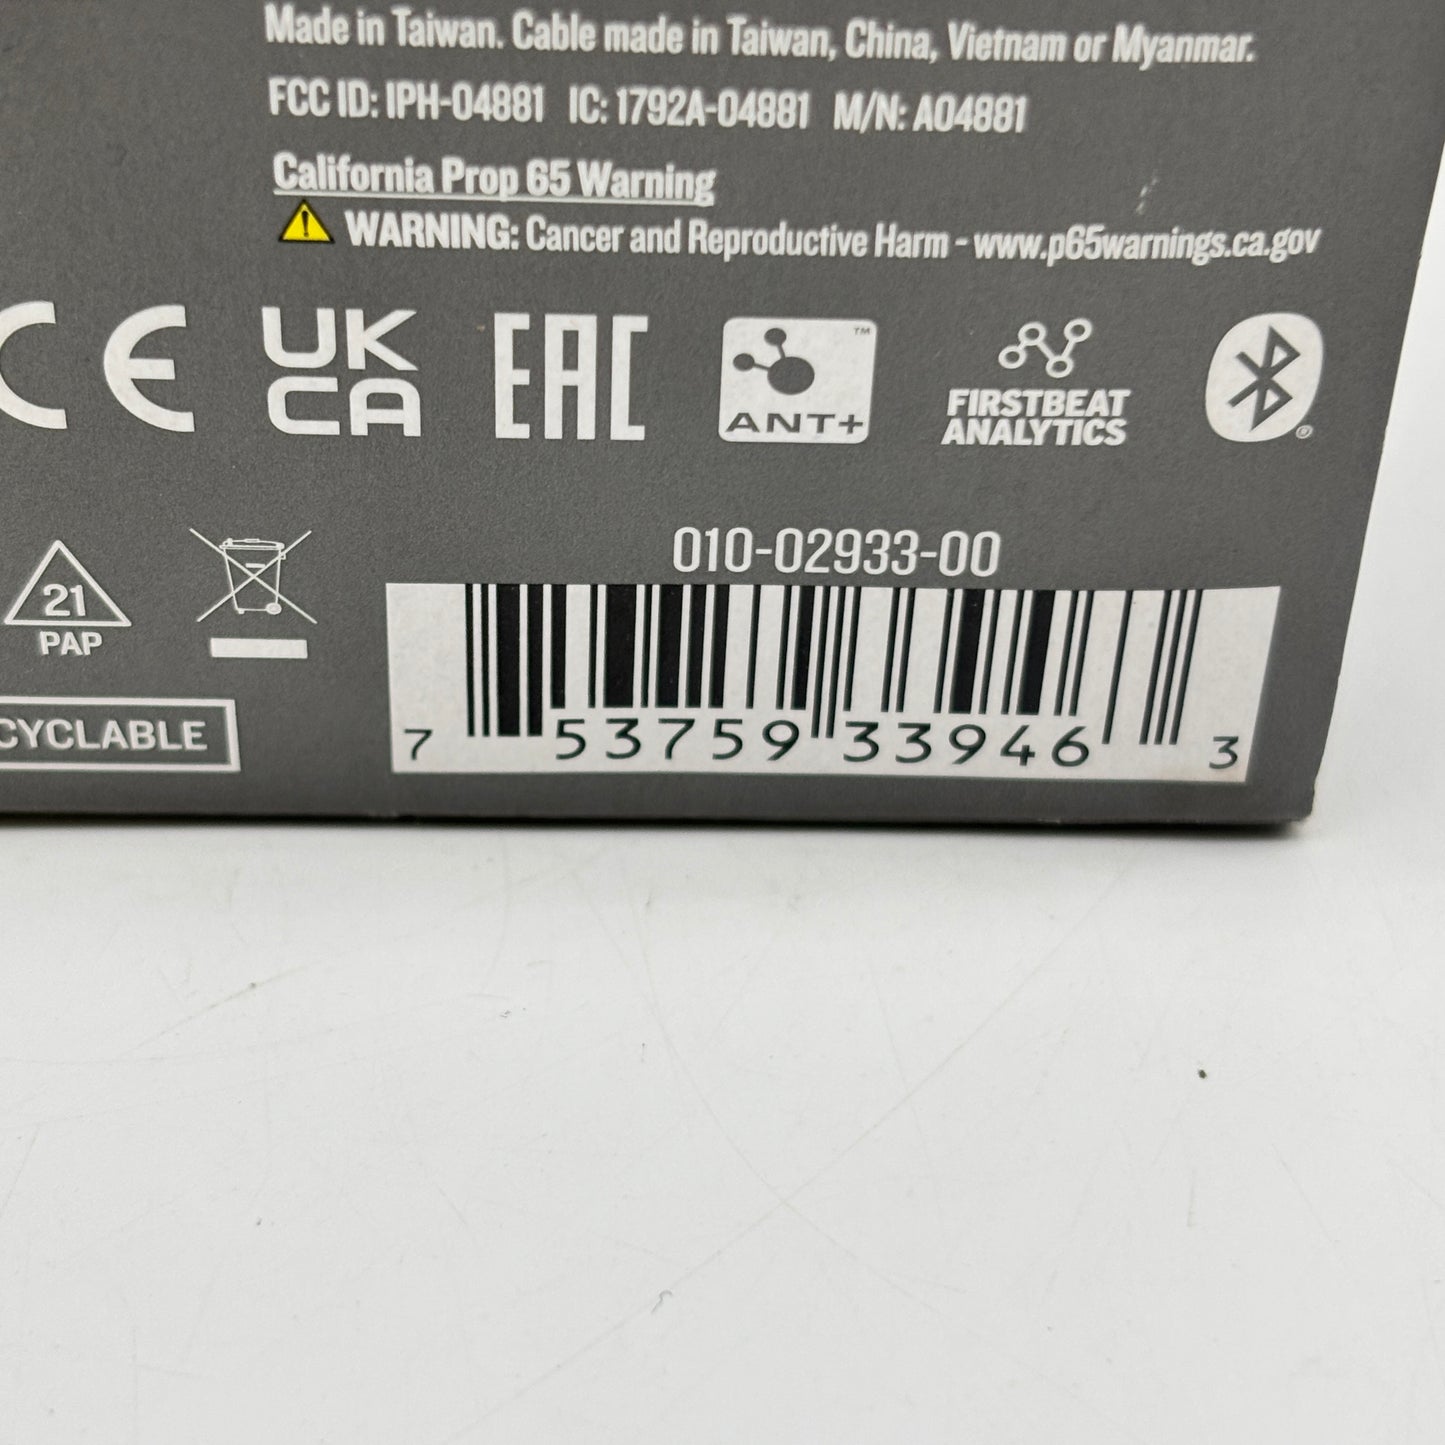 Made in Taiwan. Cable made in Taiwan, China, Vietnam or Myanmar.
FCC ID: IPH-04881 IC: 1792A-04881 M/N: A04881
California Prop 65 Warning
WARNING: Cancer and Reproductive Harm - www.p65warnings.ca.gov
CE
UK
CA
EAC
ANT+™
FIRSTBEAT
ANALYTICS
®
21
PAP
CYCLABLE
010-02933-00
7 53759 33946 3